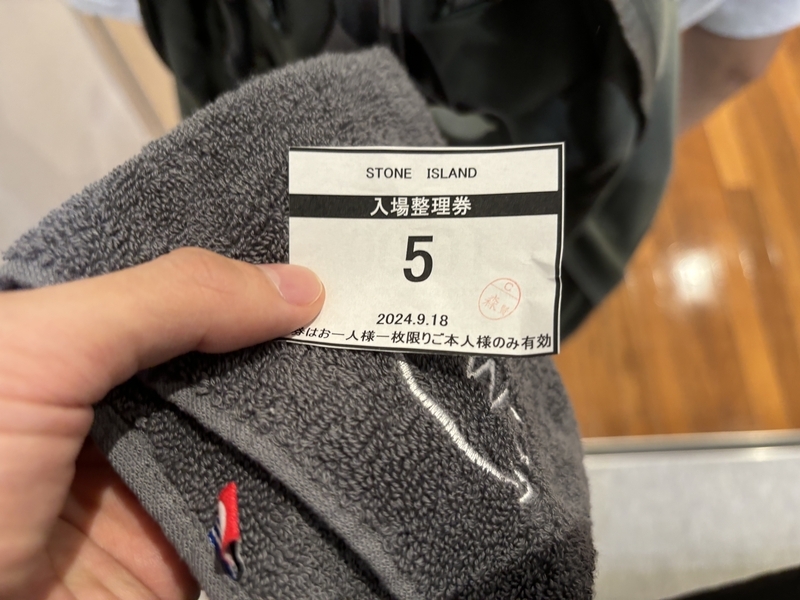 STONE ISLAND
入場整理券
5
C
2024.9.18
券はお一人様一枚限りご本人様のみ有効